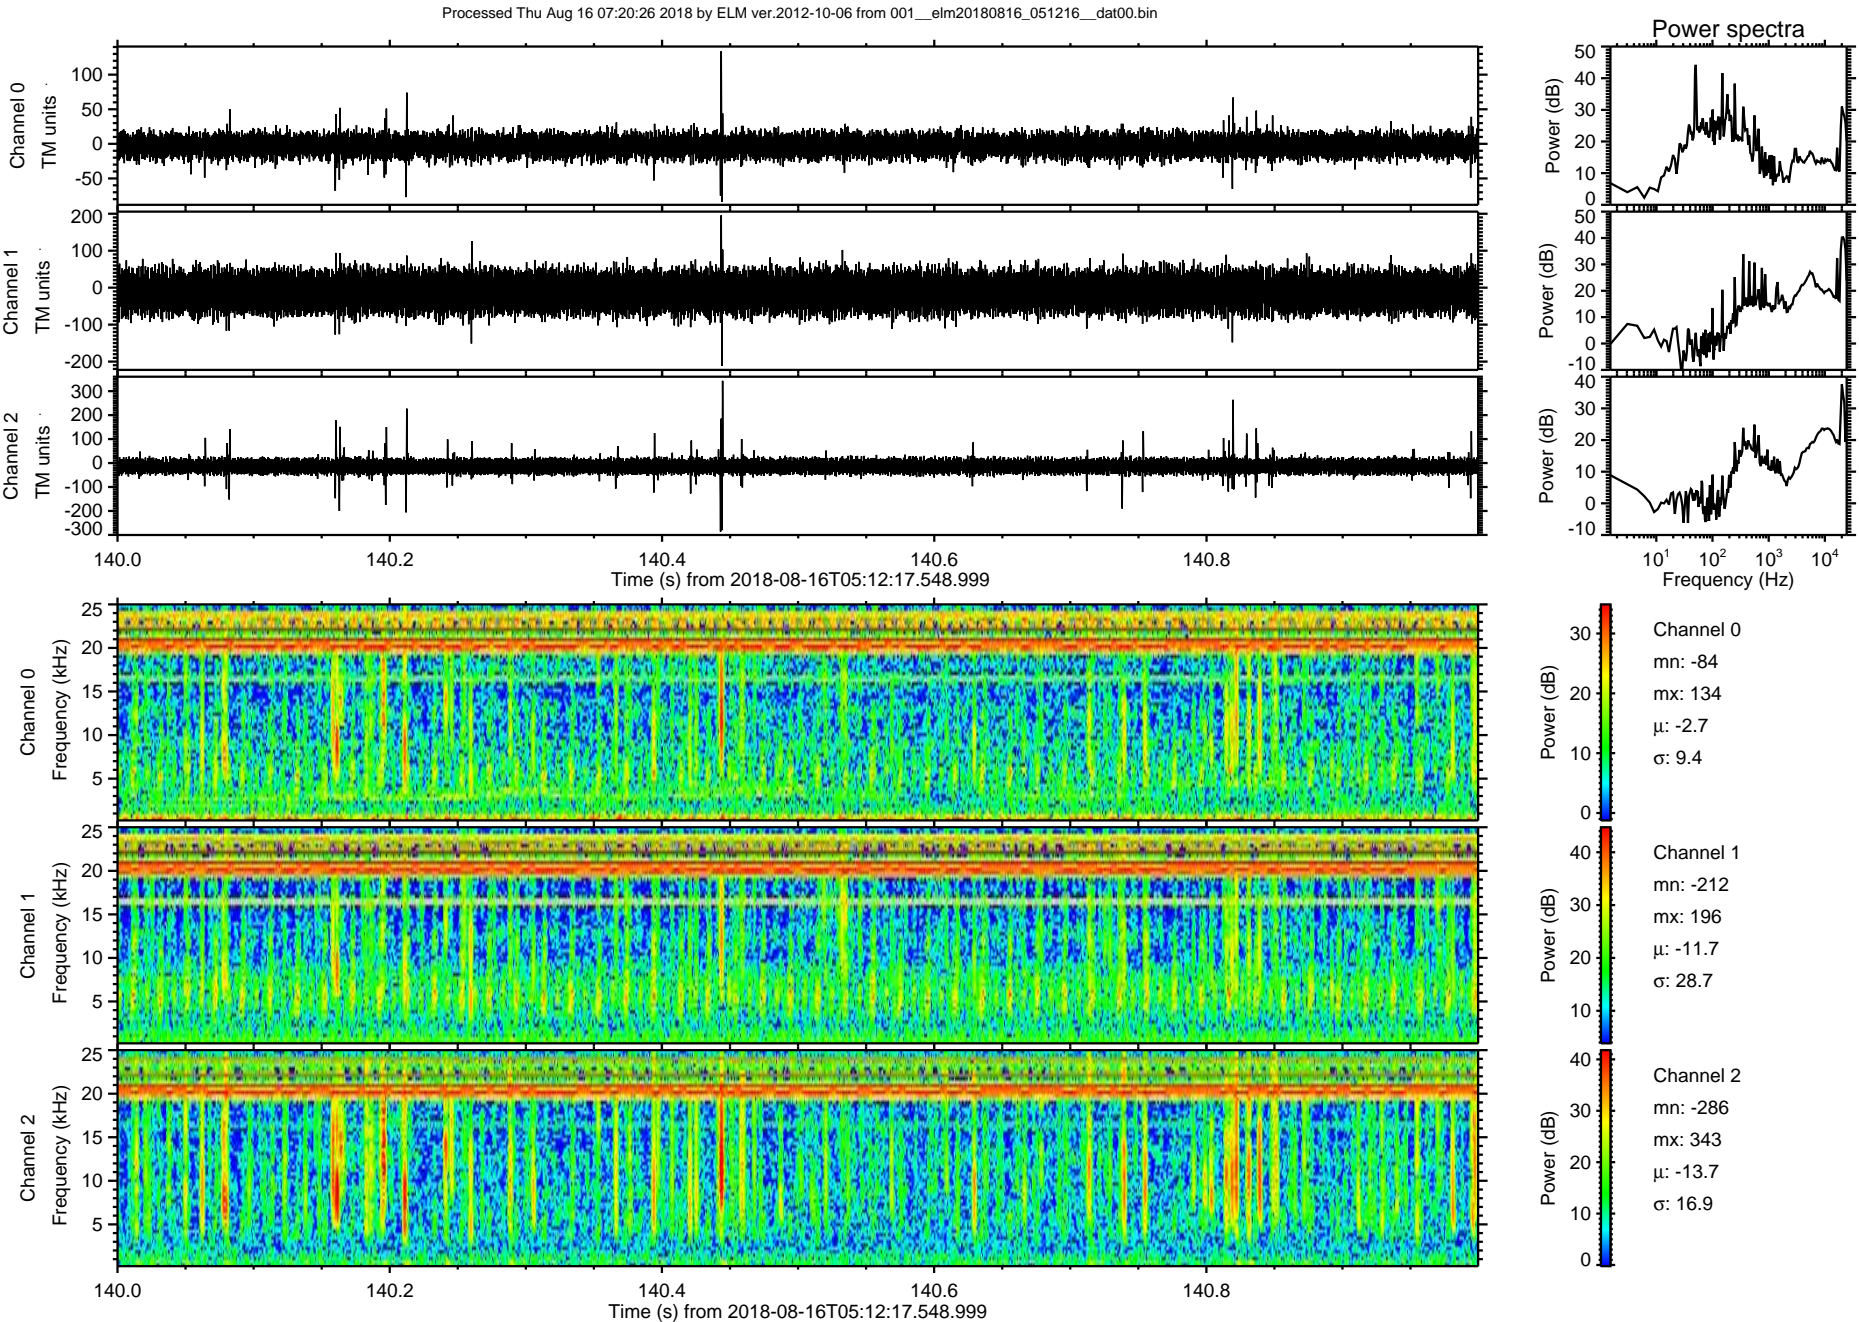 Processed Thu Aug 16 07:20:26 2018 by ELM ver.2012-10-06 from 001__elm20180816_051216__dat00.bin
Power spectra
Channel 0
TM units
100
50
0
-50
Power (dB)
50
40
30
20
10
0
Channel 1
TM units
200
100
0
-100
-200
Power (dB)
50
40
30
20
10
0
-10
Channel 2
TM units
300
200
100
0
-100
-200
-300
Power (dB)
40
30
20
10
0
-10
140.0 140.2 140.4 140.6 140.8
Time (s) from 2018-08-16T05:12:17.548.999
10¹ 10² 10³ 10⁴
Frequency (Hz)
Channel 0
Frequency (kHz)
25
20
15
10
5
Power (dB)
30
20
10
0
Channel 0
mn: -84
mx: 134
µ: -2.7
σ: 9.4
Channel 1
Frequency (kHz)
25
20
15
10
5
Power (dB)
40
30
20
10
Channel 1
mn: -212
mx: 196
µ: -11.7
σ: 28.7
Channel 2
Frequency (kHz)
25
20
15
10
5
Power (dB)
40
30
20
10
0
Channel 2
mn: -286
mx: 343
µ: -13.7
σ: 16.9
140.0 140.2 140.4 140.6 140.8
Time (s) from 2018-08-16T05:12:17.548.999